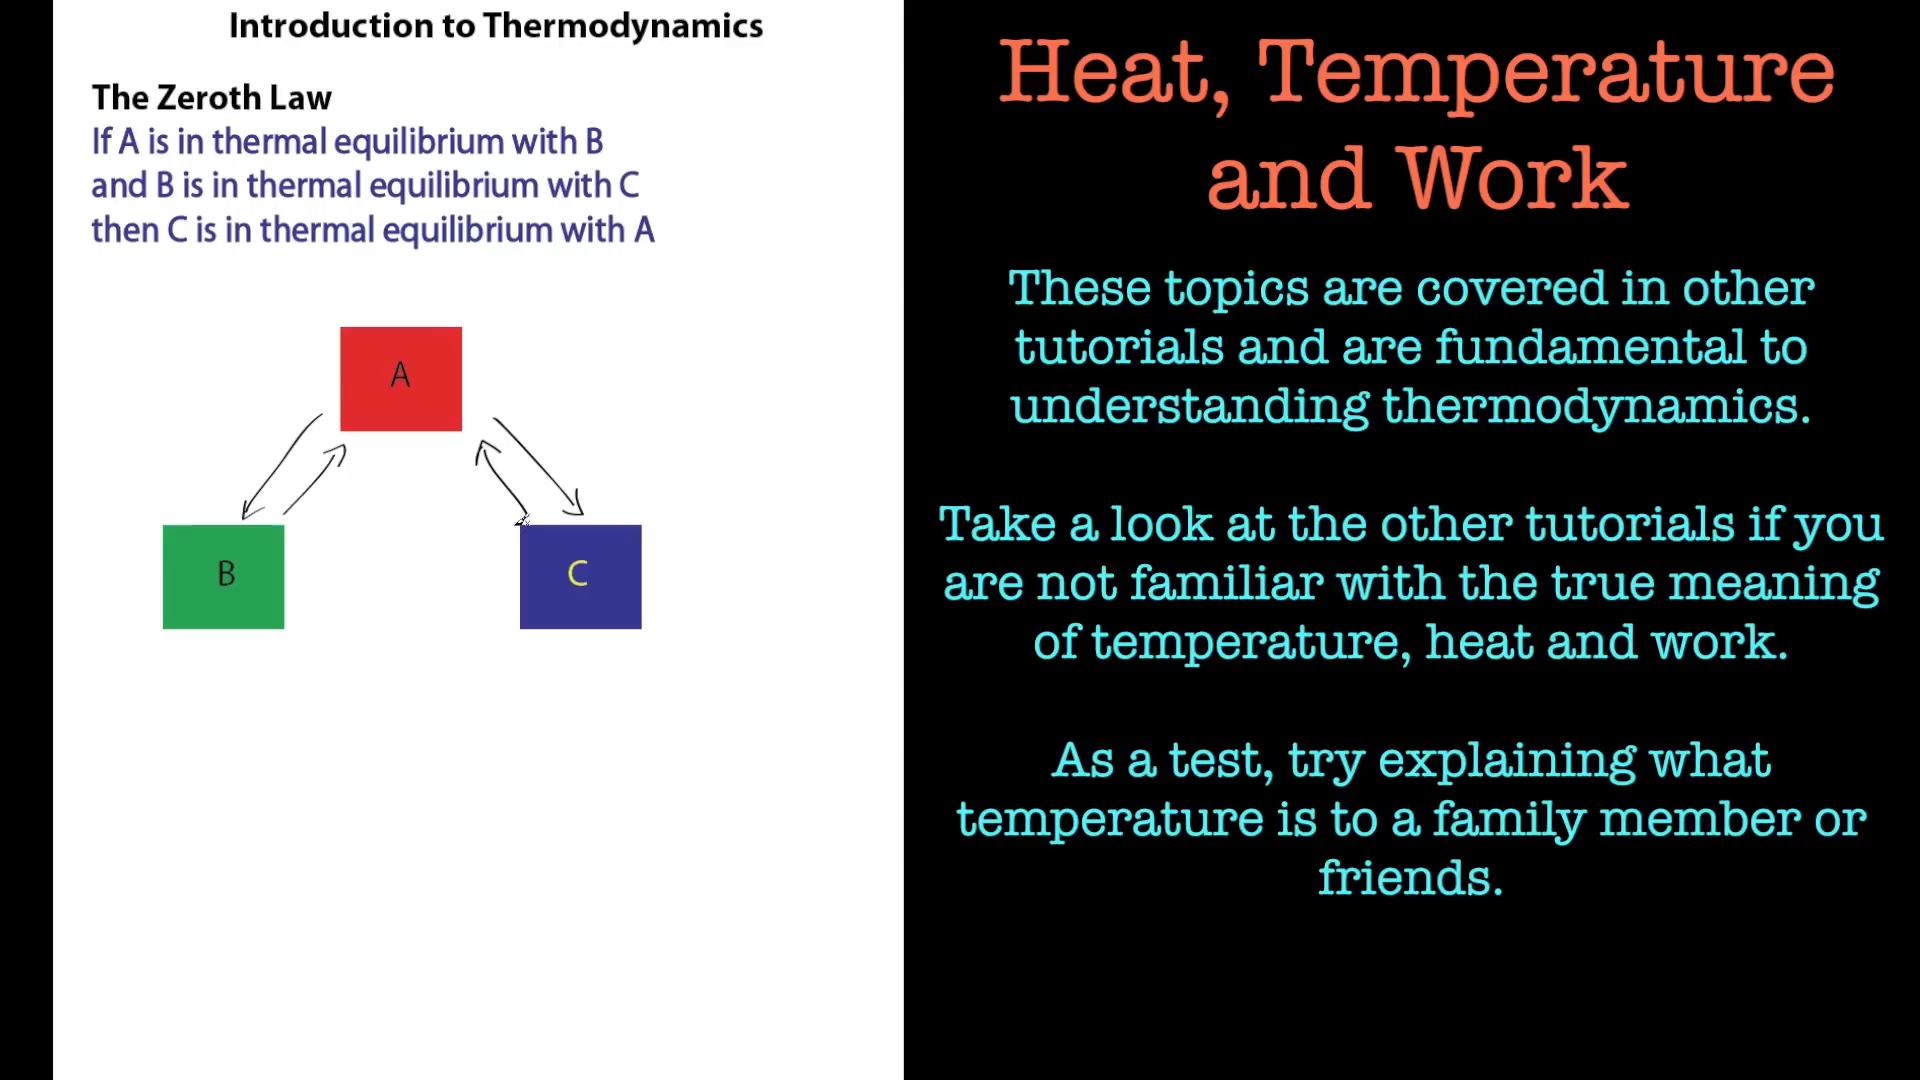 Introduction to Thermodynamics
The Zeroth Law
If A is in thermal equilibrium with B
and B is in thermal equilibrium with C
then C is in thermal equilibrium with A
A
B
C
Heat, Temperature
and Work
These topics are covered in other
tutorials and are fundamental to
understanding thermodynamics.
Take a look at the other tutorials if you
are not familiar with the true meaning
of temperature, heat and work.
As a test, try explaining what
temperature is to a family member or
friends.